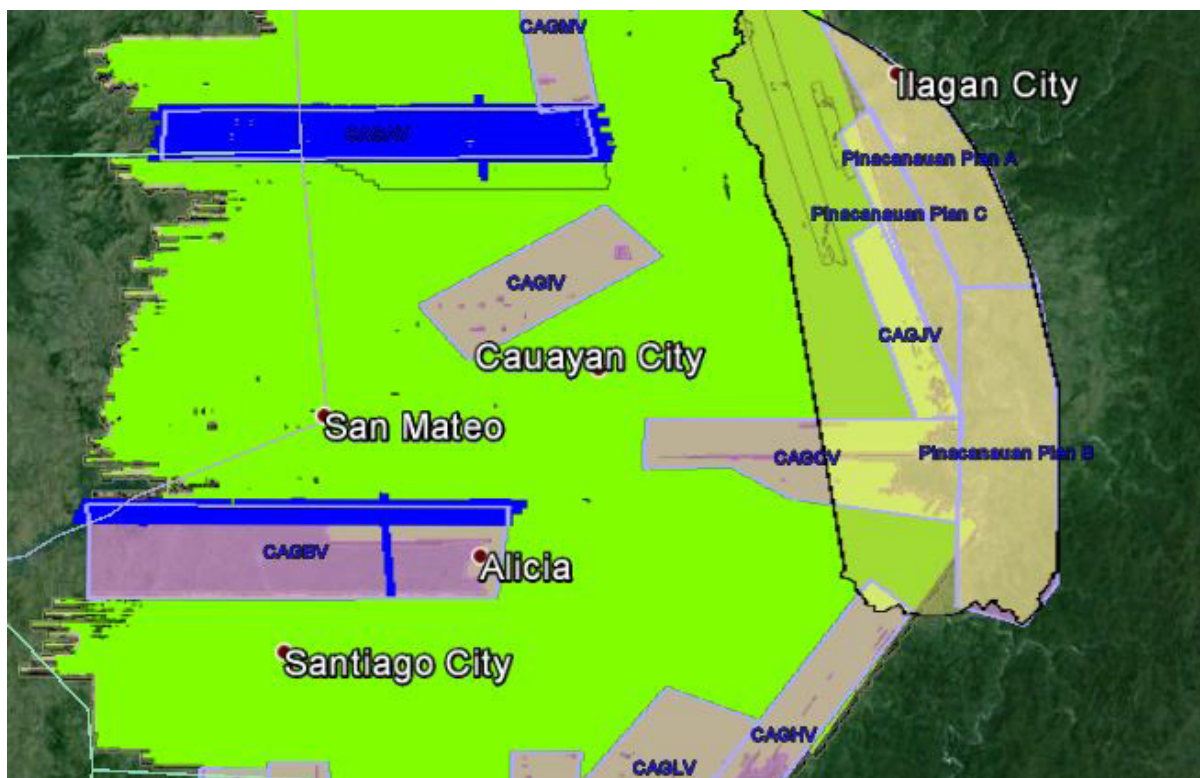 CAGMV
Ilagan City
Pinacanauan Plan A
Pinacanauan Plan C
CAGIV
CAGJV
Cauayan City
San Mateo
CAGCV
Pinacanauan Plan B
CAGBV
Alicia
Santiago City
CAGHV
CAGLV